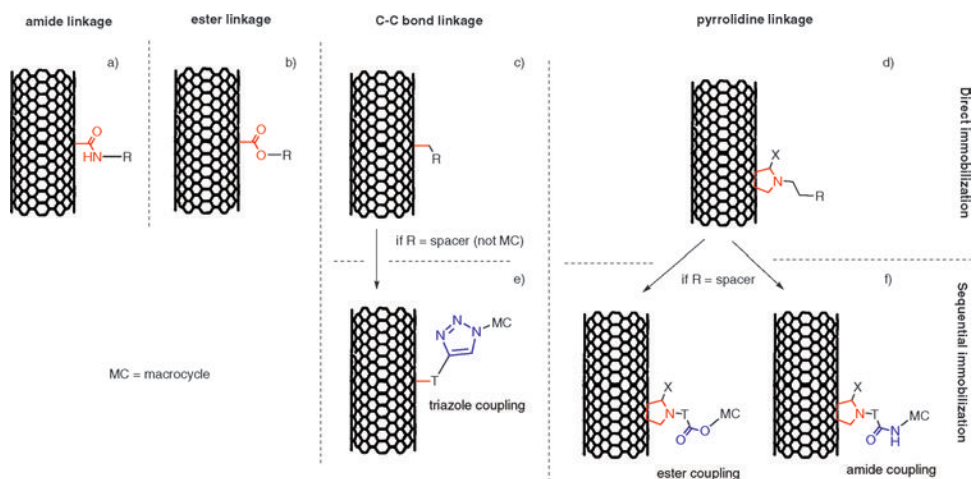 amide linkage
ester linkage
C-C bond linkage
pyrrolidine linkage
a)
b)
c)
d)
O
HN
R
O
O
R
R
X
N
R
Direct immobilization
if R = spacer (not MC)
if R = spacer
e)
f)
N
N
N
MC
T
triazole coupling
MC = macrocycle
X
N
T
O
O
MC
ester coupling
X
N
T
O
N
H
MC
amide coupling
Sequential immobilization